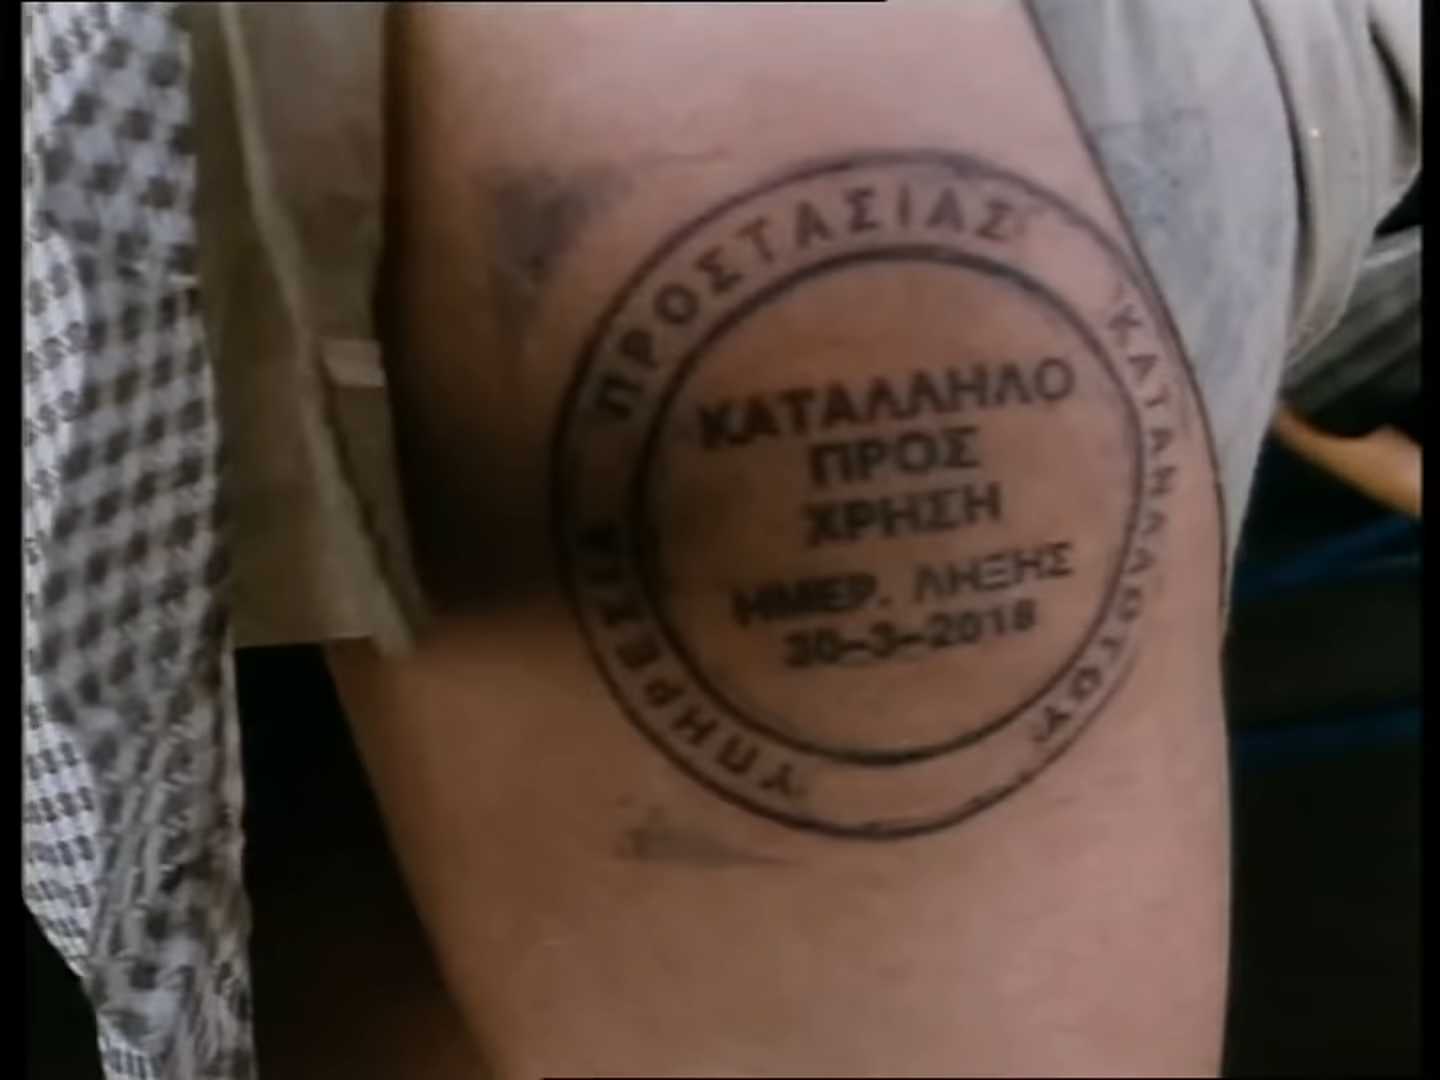 ΥΠΗΡΕΣΙΑ ΠΡΟΣΤΑΣΙΑΣ ΚΑΤΑΝΑΛΩΤΟΥ
ΚΑΤΑΛΛΗΛΟ
ΠΡΟΣ
ΧΡΗΣΗ
ΗΜΕΡ. ΛΗΞΗΣ
30-3-2018